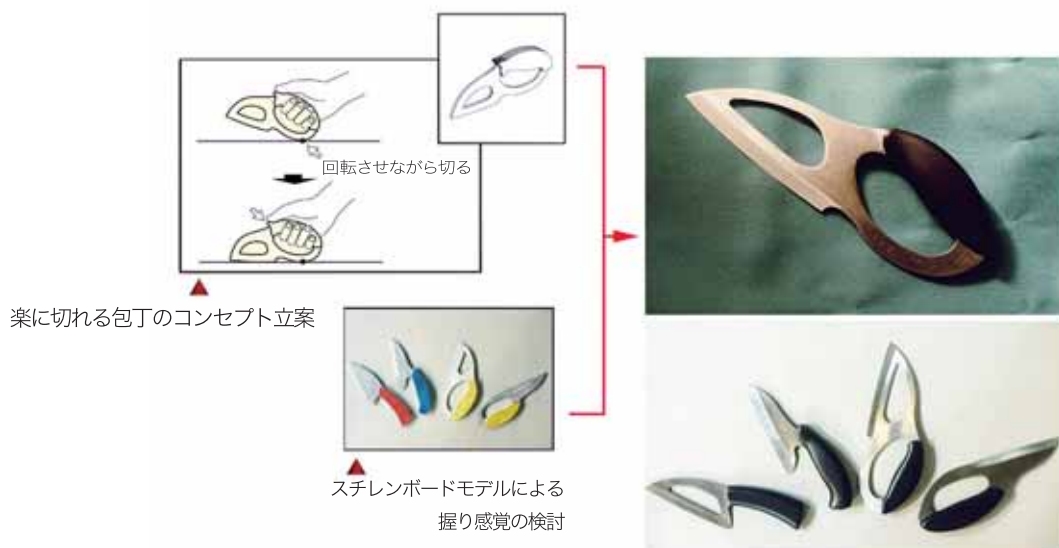 回転させながら切る
楽に切れる包丁のコンセプト立案
スチレンボードモデルによる
握り感覚の検討